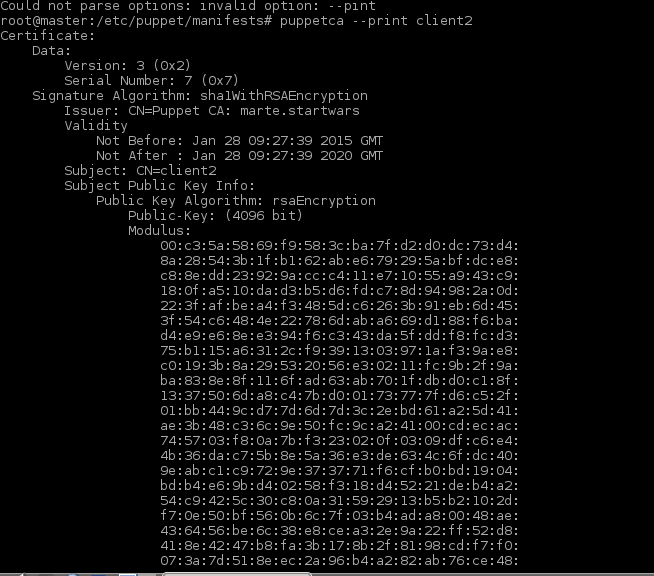 Could not parse options: invalid option: --pint
root@master:/etc/puppet/manifests# puppetca --print client2
Certificate:
    Data:
        Version: 3 (0x2)
        Serial Number: 7 (0x7)
    Signature Algorithm: sha1WithRSAEncryption
        Issuer: CN=Puppet CA: marte.startwars
        Validity
            Not Before: Jan 28 09:27:39 2015 GMT
            Not After : Jan 28 09:27:39 2020 GMT
        Subject: CN=client2
        Subject Public Key Info:
            Public Key Algorithm: rsaEncryption
                Public-Key: (4096 bit)
                Modulus:
                    00:c3:5a:58:69:f9:58:3c:ba:7f:d2:d0:dc:73:d4:
                    8a:28:54:3b:1f:b1:62:ab:e6:79:29:5a:bf:dc:e8:
                    c8:8e:dd:23:92:9a:cc:c4:11:e7:10:55:a9:43:c9:
                    18:0f:a5:10:da:d3:b5:d6:fd:c7:8d:94:98:2a:0d:
                    22:3f:af:be:a4:f3:48:5d:c6:26:3b:91:eb:6d:45:
                    3f:54:c6:48:4e:22:78:6d:ab:a6:69:d1:88:f6:ba:
                    d4:e9:e6:8e:e3:94:f6:c3:43:da:5f:dd:f8:fc:d3:
                    75:b1:15:a6:31:2c:f9:39:13:03:97:1a:f3:9a:e8:
                    c0:19:3b:8a:29:53:20:56:e3:02:11:fc:9b:2f:9a:
                    ba:83:8e:8f:11:6f:ad:63:ab:70:1f:db:d0:c1:8f:
                    13:37:50:6d:a8:c4:7b:d0:01:73:77:7f:d6:c5:2f:
                    01:bb:44:9c:d7:7d:6d:7d:3c:2e:bd:61:a2:5d:41:
                    ae:3b:48:c3:6c:9e:50:fc:9c:a2:41:00:cd:ec:ac:
                    74:57:03:f8:0a:7b:f3:23:02:0f:03:09:df:c6:e4:
                    4b:36:da:c7:5b:8e:5a:36:e3:de:63:4c:6f:dc:40:
                    9e:ab:c1:c9:72:9e:37:37:71:f6:cf:b0:bd:19:04:
                    bd:b4:e6:9b:d4:02:58:f3:18:d4:52:21:de:b4:a2:
                    54:c9:42:5c:30:c8:0a:31:59:29:13:b5:b2:10:2d:
                    f7:0e:50:bf:56:0b:6c:7f:03:b4:ad:a8:00:48:ae:
                    43:64:56:be:6c:38:e8:ce:a3:2e:9a:22:ff:52:d8:
                    41:8e:42:47:b8:fa:3b:17:8b:2f:81:98:cd:f7:f0:
                    07:3a:7d:51:8e:ec:2a:96:b4:a2:82:ab:76:ce:48: